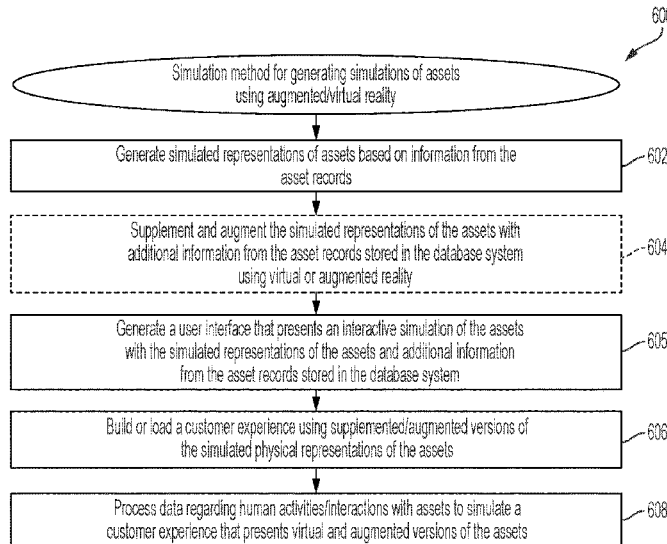 Simulation method for generating simulations of assets
using augmented/virtual reality
Generate simulated representations of assets based on information from the
asset records
602
Supplement and augment the simulated representations of the assets with
additional information from the asset records stored in the database system
using virtual or augmented reality
604
Generate a user interface that presents an interactive simulation of the assets
with the simulated representations of the assets and additional information
from the asset records stored in the database system
605
Build or load a customer experience using supplemented/augmented versions of
the simulated physical representations of the assets
606
Process data regarding human activities/interactions with assets to simulate a
customer experience that presents virtual and augmented versions of the assets
608